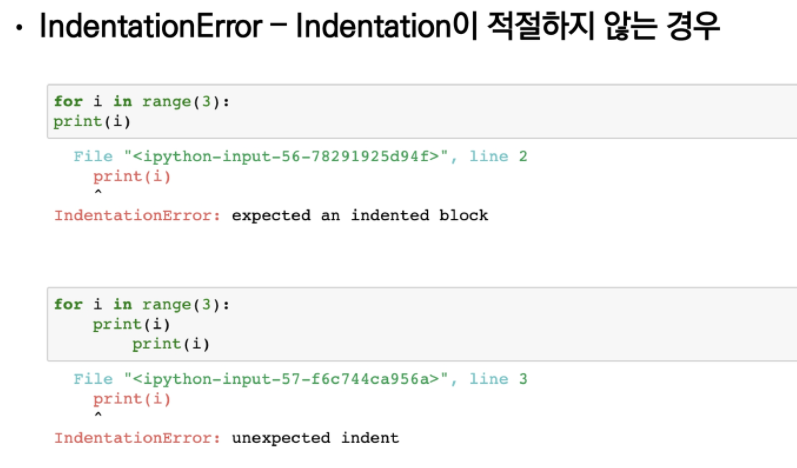 • IndentationError – Indentation이 적절하지 않는 경우
for i in range(3):
print(i)
  File "<ipython-input-56-78291925d94f>", line 2
    print(i)
    ^
IndentationError: expected an indented block
for i in range(3):
    print(i)
        print(i)
  File "<ipython-input-57-f6c744ca956a>", line 3
    print(i)
    ^
IndentationError: unexpected indent